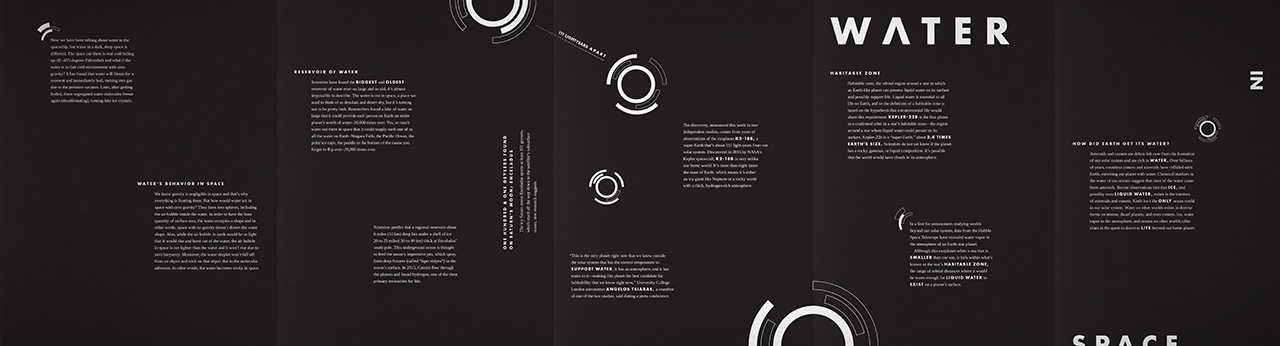 Now we have been talking about water in the
spaceship, but water in a dark, deep space is
different. The space out there is real cold falling
up till -455 degrees Fahrenheit and what if the
water is in that cold environment with zero
gravity? It has found that water will freeze for a
moment and immediately boil, turning into gas
due to the pressure vacuum. Later, after getting
boiled, these segregated water molecules freeze
again (desublimating), turning into ice crystals.
WATER'S BEHAVIOR IN SPACE
We know gravity is negligible in space and that's why
everything is floating there. But how would water act in
space with zero gravity? They form into spheres, including
the air bubble inside the water. In order to have the least
quantity of surface area, the water occupies a shape and in
other words, space with no gravity doesn't distort the water
shape. Also, while the air bubble in earth would be so light
that it would rise and burst out of the water, the air bubble
in space is not lighter than the water and it won't rise due to
zero buoyancy. Moreover, the water droplet won't fall off
from an object and stick on that object due to the molecular
adhesion. In other words, the water becomes sticky in space.
RESERVOIR OF WATER
Scientists have found the BIGGEST and OLDEST
reservoir of water ever–so large and so old, it's almost
impossible to describe. The water is out in space, a place we
used to think of as desolate and desert dry, but it's turning
out to be pretty lush. Researchers found a lake of water so
large that it could provide each person on Earth an entire
planet's worth of water–20,000 times over. Yes, so much
water out there in space that it could supply each one of us
all the water on Earth–Niagara Falls, the Pacific Ocean, the
polar ice caps, the puddle in the bottom of the canoe you
forgot to flip over–20,000 times over.
Scientists predict that a regional reservoir about
6 miles (10 km) deep lies under a shell of ice
20 to 25 miles( 30 to 40 km) thick at Enceladus'
south pole. This underground ocean is thought
to feed the moon's impressive jets, which spray
from deep fissures (called "tiger stripes") in the
moon's surface. In 2015, Cassini flew through
the plumes and found hydrogen, one of the three
primary necessities for life.
ONE HUNDRED & ONE GEYSERS FOUND
ON SATURN'S MOON; ENCELADUS
The icy Saturn moon Enceladus sports at least 101 geysers,
which reach all the way down to the satellite's subsurface
ocean, new research suggests.
111 LIGHTYEARS APART
The discovery, announced this week in two
independent studies, comes from years of
observations of the exoplanet K2-18B, a
super-Earth that's about 111 light-years from our
solar system. Discovered in 2015 by NASA's
Kepler spacecraft, K2-18B is very unlike
our home world: It's more than eight times
the mass of Earth, which means it's either
an icy giant like Neptune or a rocky world
with a thick, hydrogen-rich atmosphere.
"This is the only planet right now that we know outside
the solar system that has the correct temperature to
SUPPORT WATER, it has an atmosphere, and it has
water in it—making this planet the best candidate for
habitability that we know right now," University College
London astronomer ANGELOS TSIARAS, a coauthor
of one of the two studies, said during a press conference.
WATER
HABITABLE ZONE
Habitable zone, the orbital region around a star in which
an Earth-like planet can possess liquid water on its surface
and possibly support life. Liquid water is essential to all
life on Earth, and so the definition of a habitable zone is
based on the hypothesis that extraterrestrial life would
share this requirement. KEPLER-22B is the first planet
in a confirmed orbit in a star's habitable zone—the region
around a star where liquid water could persist on its
surface. Kepler-22b is a "super-Earth," about 2.4 TIMES
EARTH'S SIZE. Scientists do not yet know if the planet
has a rocky, gaseous, or liquid composition. It's possible
that the world would have clouds in its atmosphere.
In a first for astronomers studying worlds
beyond our solar system, data from the Hubble
Space Telescope have revealed water vapor in
the atmosphere of an Earth-size planet.
Although this exoplanet orbits a star that is
SMALLER than our sun, it falls within what's
known as the star's HABITABLE ZONE,
the range of orbital distances where it would
be warm enough for LIQUID WATER to
EXIST on a planet's surface.
IN
HOW DID EARTH GET ITS WATER?
Asteroids and comets are debris left over from the formation
of our solar system and are rich in WATER. Over billions
of years, countless comets and asteroids have collided with
Earth, enriching our planet with water. Chemical markers in
the water of our oceans suggest that most of the water came
from asteroids. Recent observations hint that ICE, and
possibly even LIQUID WATER, exists in the interiors
of asteroids and comets. Earth isn't the ONLY ocean world
in our solar system. Water on other worlds exists in diverse
forms on moons, dwarf planets, and even comets. Ice, water
vapor in the atmosphere, and oceans on other worlds offer
clues in the quest to discover LIFE beyond our home planet.
SPACE